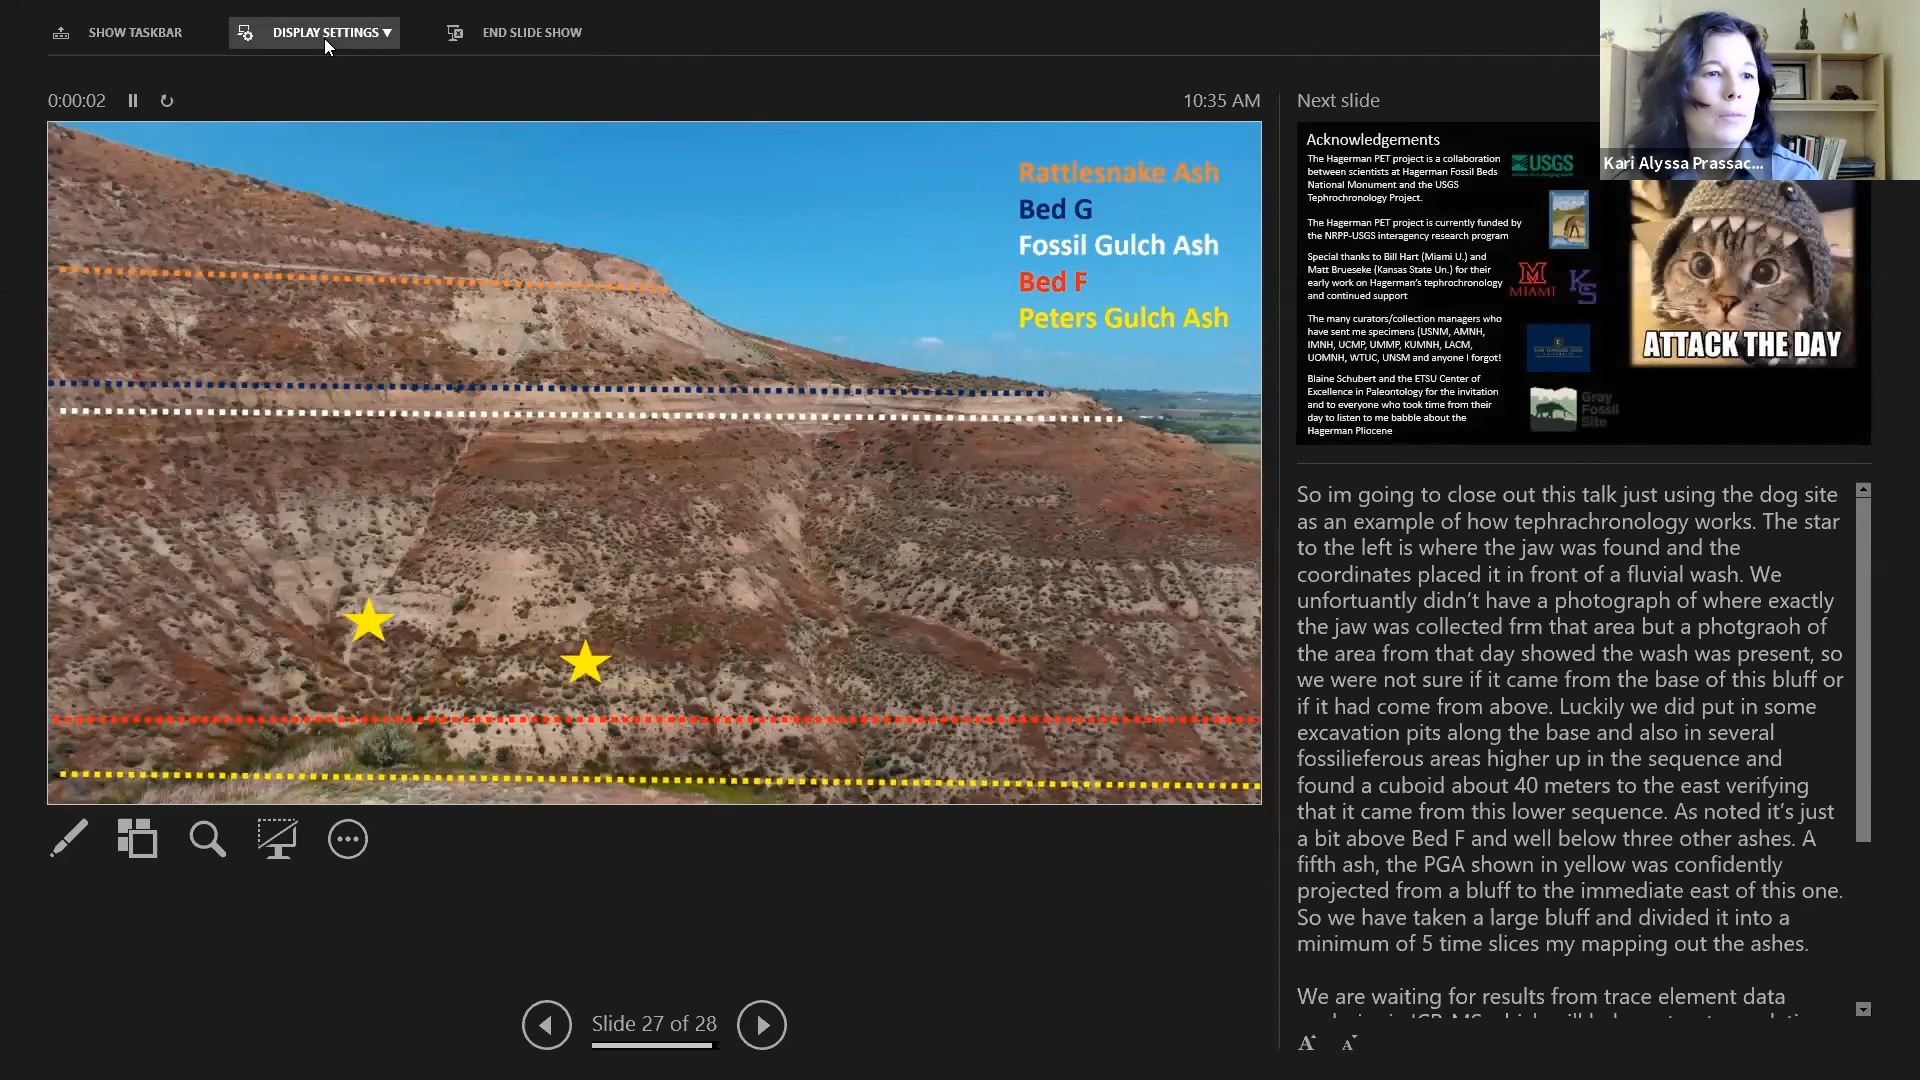 SHOW TASKBAR
DISPLAY SETTINGS ▼
END SLIDE SHOW
0:00:02
10:35 AM
Next slide
Kari Alyssa Prassac...
Rattlesnake Ash
Bed G
Fossil Gulch Ash
Bed F
Peters Gulch Ash
Acknowledgements
The Hagerman PET project is a collaboration
between scientists at Hagerman Fossil Beds
National Monument and the USGS
Tephrochronology Project.
The Hagerman PET project is currently funded by
the NRPP-USGS interagency research program
Special thanks to Bill Hart (Miami U.) and
Matt Brueseke (Kansas State Un.) for their
early work on Hagerman's tephrochronology
and continued support
The many curators/collection managers who
have sent me specimens (USNM, AMNH,
IMNH, UCMP, UMMP, KUMNH, LACM,
UOMNH, WTUC, UNSM and anyone I forgot!
Blaine Schubert and the ETSU Center of
Excellence in Paleontology for the invitation
and to everyone who took time from their
day to listen to me babble about the
Hagerman Pliocene
USGS
M
MIAMI
KS
Gray
Fossil
Site
ATTACK THE DAY
So im going to close out this talk just using the dog site
as an example of how tephrachronology works. The star
to the left is where the jaw was found and the
coordinates placed it in front of a fluvial wash. We
unfortuantly didn't have a photograph of where exactly
the jaw was collected frm that area but a photgraoh of
the area from that day showed the wash was present, so
we were not sure if it came from the base of this bluff or
if it had come from above. Luckily we did put in some
excavation pits along the base and also in several
fossilieferous areas higher up in the sequence and
found a cuboid about 40 meters to the east verifying
that it came from this lower sequence. As noted it's just
a bit above Bed F and well below three other ashes. A
fifth ash, the PGA shown in yellow was confidently
projected from a bluff to the immediate east of this one.
So we have taken a large bluff and divided it into a
minimum of 5 time slices my mapping out the ashes.
We are waiting for results from trace element data
Slide 27 of 28
A
A